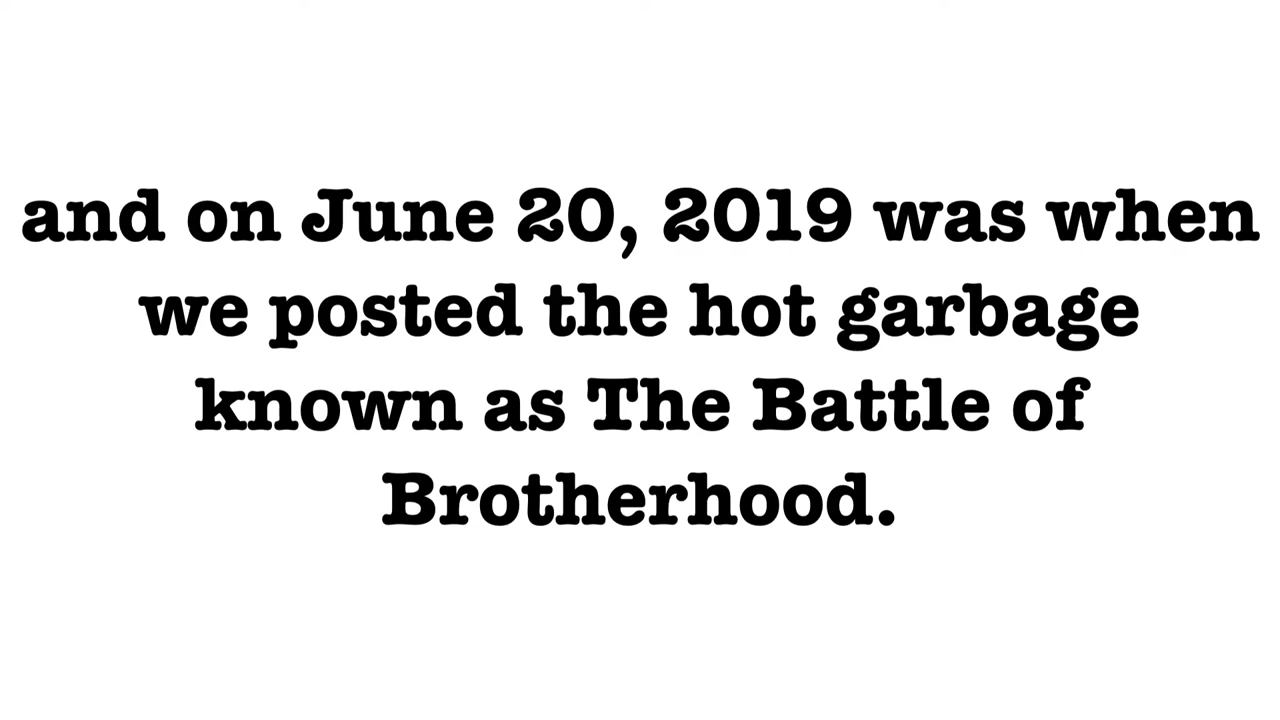 and on June 20, 2019 was when
we posted the hot garbage
known as The Battle of
Brotherhood.